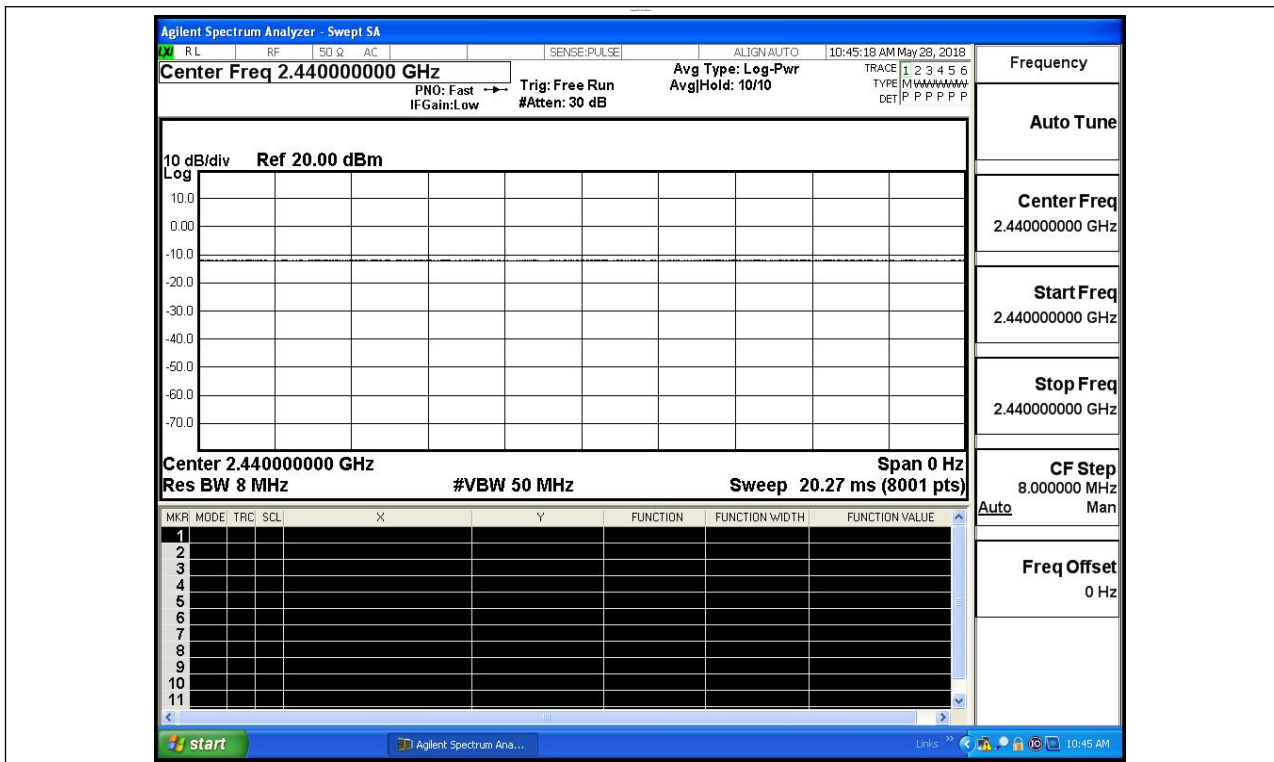 Agilent Spectrum Analyzer - Swept SA
LXI RL RF 50 Ω AC SENSE:PULSE ALIGN AUTO 10:45:18 AM May 28, 2018
Center Freq 2.440000000 GHz
PNO: Fast
IFGain:Low
Trig: Free Run
#Atten: 30 dB
Avg Type: Log-Pwr
Avg|Hold: 10/10
TRACE 1 2 3 4 5 6
TYPE M WWWWW
DET P P P P P P
10 dB/div Ref 20.00 dBm
Log
10.0
0.00
-10.0
-20.0
-30.0
-40.0
-50.0
-60.0
-70.0
Center 2.440000000 GHz Span 0 Hz
Res BW 8 MHz #VBW 50 MHz Sweep 20.27 ms (8001 pts)
MKR MODE TRC SCL X Y FUNCTION FUNCTION WIDTH FUNCTION VALUE
1
2
3
4
5
6
7
8
9
10
11
Frequency
Auto Tune
Center Freq
2.440000000 GHz
Start Freq
2.440000000 GHz
Stop Freq
2.440000000 GHz
CF Step
8.000000 MHz
Auto Man
Freq Offset
0 Hz
start Agilent Spectrum Ana... Links » 10:45 AM